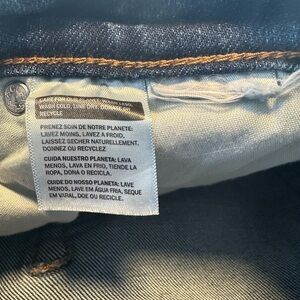 CARE FOR OUR PLANET: WASH LESS,
WASH COLD, LINE DRY, DONATE OR
RECYCLE
PRENEZ SOIN DE NOTRE PLANETE:
LAVEZ MOINS, LAVEZ A FROID,
LAISSEZ SECHER NATURELLEMENT,
DONNEZ OU RECYCLEZ
CUIDA NUESTRO PLANETA: LAVA
MENOS, LAVA EN FRIO, TIENDE LA
ROPA, DONA O RECICLA.
CUIDE DO NOSSO PLANETA: LAVE
MENOS, LAVE EM ÁGUA FRIA, SEQUE
EM VARAL, DOE OU RECICLE.